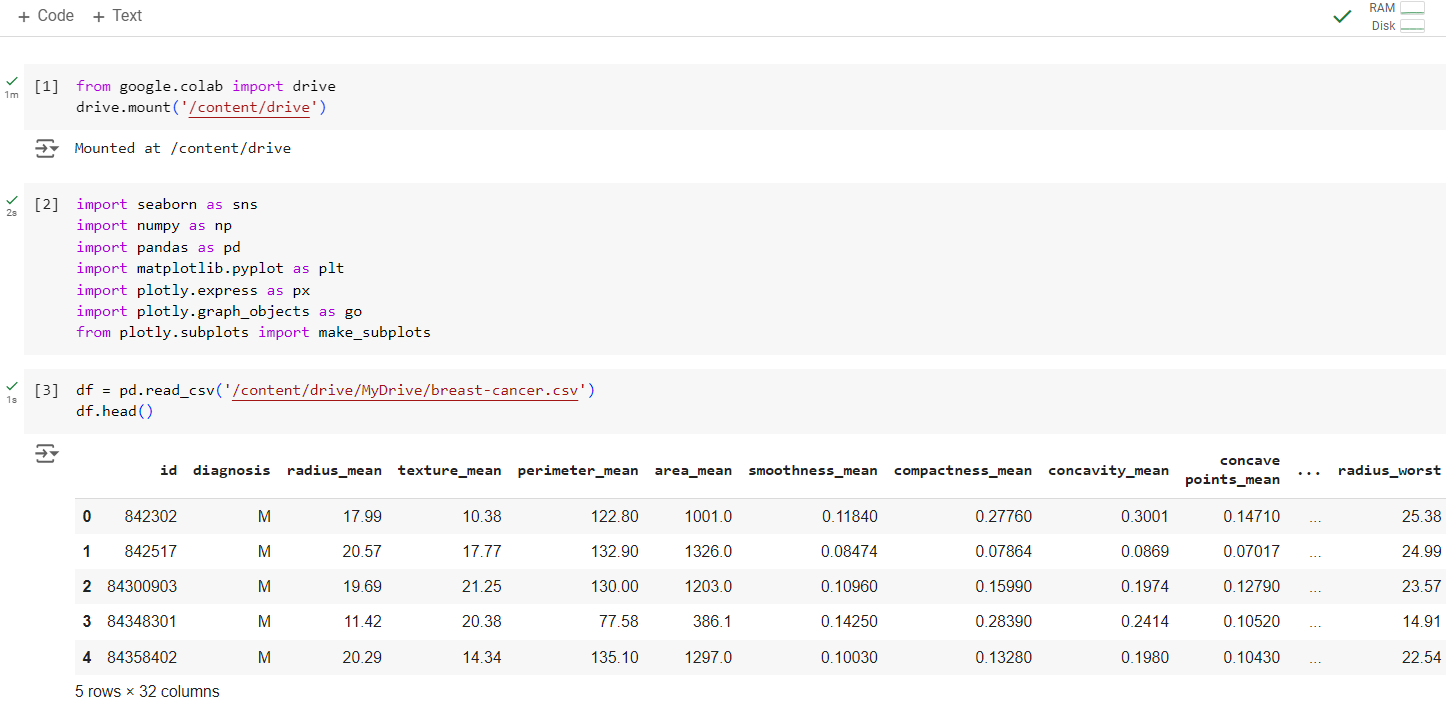 + Code + Text
RAM
Disk
1m
[1] from google.colab import drive
drive.mount('/content/drive')
Mounted at /content/drive
2s
[2] import seaborn as sns
import numpy as np
import pandas as pd
import matplotlib.pyplot as plt
import plotly.express as px
import plotly.graph_objects as go
from plotly.subplots import make_subplots
1s
[3] df = pd.read_csv('/content/drive/MyDrive/breast-cancer.csv')
df.head()
id diagnosis radius_mean texture_mean perimeter_mean area_mean smoothness_mean compactness_mean concavity_mean concave points_mean ... radius_worst
0 842302 M 17.99 10.38 122.80 1001.0 0.11840 0.27760 0.3001 0.14710 ... 25.38
1 842517 M 20.57 17.77 132.90 1326.0 0.08474 0.07864 0.0869 0.07017 ... 24.99
2 84300903 M 19.69 21.25 130.00 1203.0 0.10960 0.15990 0.1974 0.12790 ... 23.57
3 84348301 M 11.42 20.38 77.58 386.1 0.14250 0.28390 0.2414 0.10520 ... 14.91
4 84358402 M 20.29 14.34 135.10 1297.0 0.10030 0.13280 0.1980 0.10430 ... 22.54
5 rows × 32 columns